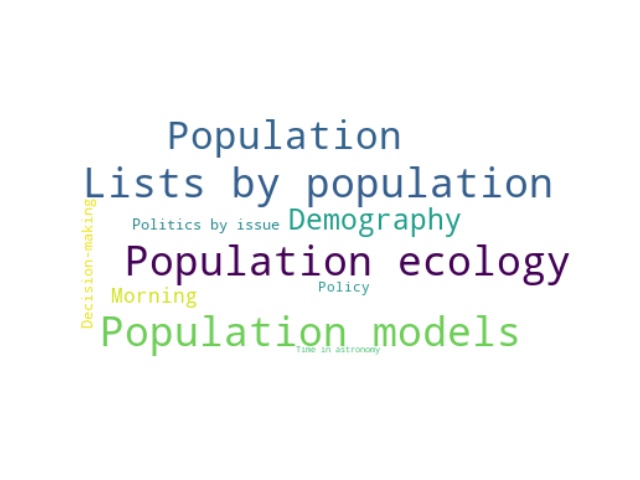 Population
Lists by population
Decision-making
Politics by issue
Demography
Population ecology
Policy
Morning
Population models
Time in astronomy